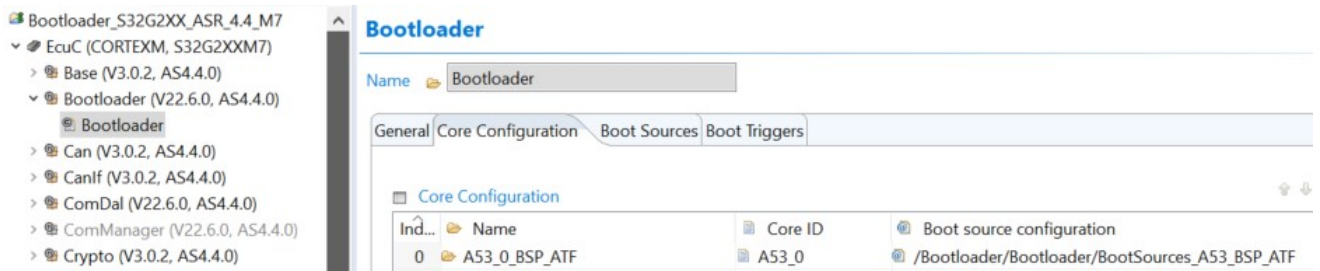 Bootloader_S32G2XX_ASR_4.4_M7
EcuC (CORTEXM, S32G2XXM7)
Base (V3.0.2, AS4.4.0)
Bootloader (V22.6.0, AS4.4.0)
Bootloader
Can (V3.0.2, AS4.4.0)
CanIf (V3.0.2, AS4.4.0)
ComDal (V22.6.0, AS4.4.0)
ComManager (V22.6.0, AS4.4.0)
Crypto (V3.0.2, AS4.4.0)
Bootloader
Name Bootloader
General Core Configuration Boot Sources Boot Triggers
Core Configuration
Ind... Name Core ID Boot source configuration
0 A53_0_BSP_ATF A53_0 /Bootloader/Bootloader/BootSources_A53_BSP_ATF